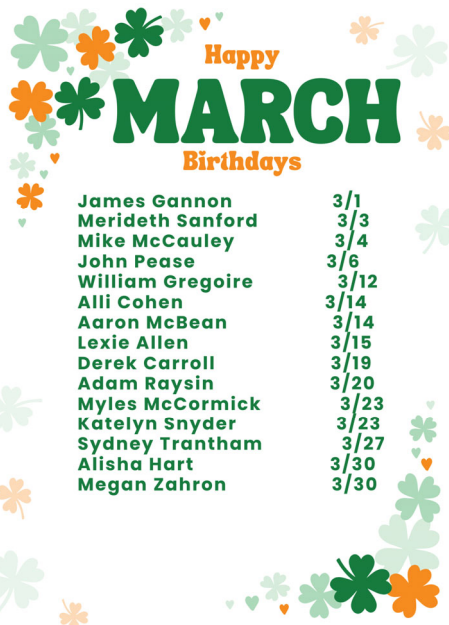 Happy
MARCH
Birthdays
James Gannon 3/1
Merideth Sanford 3/3
Mike McCauley 3/4
John Pease 3/6
William Gregoire 3/12
Alli Cohen 3/14
Aaron McBean 3/14
Lexie Allen 3/15
Derek Carroll 3/19
Adam Raysin 3/20
Myles McCormick 3/23
Katelyn Snyder 3/23
Sydney Trantham 3/27
Alisha Hart 3/30
Megan Zahron 3/30